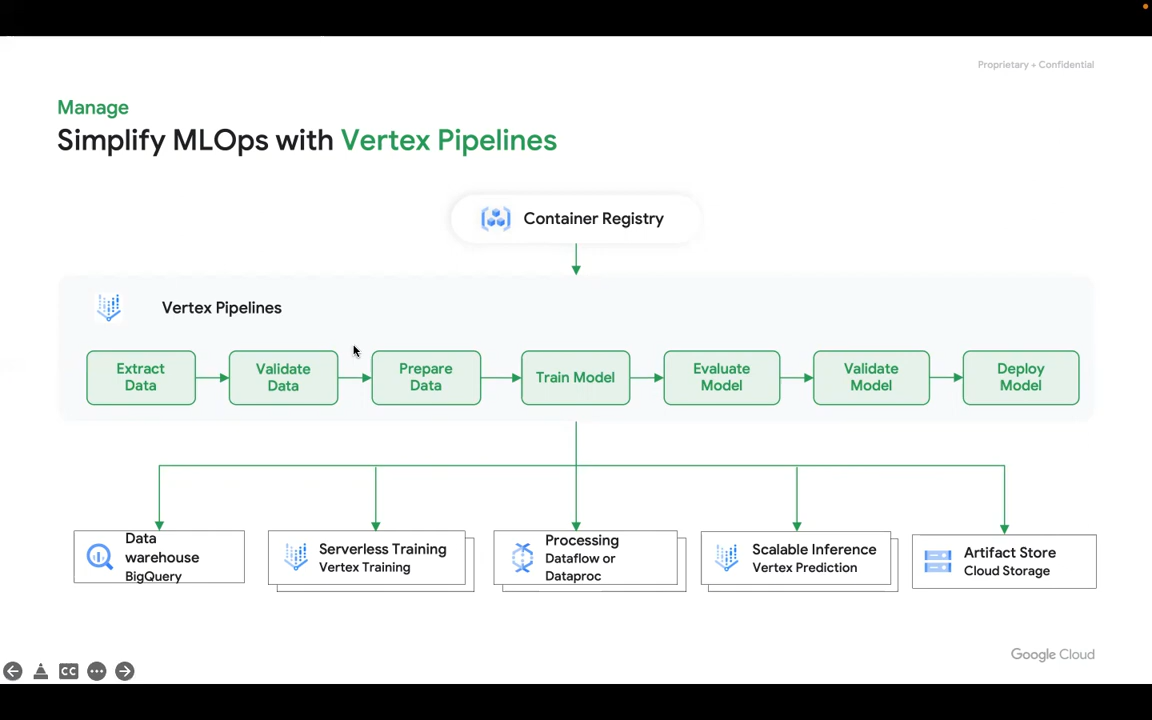 Proprietary + Confidential
Manage
Simplify MLOps with Vertex Pipelines
Container Registry
Vertex Pipelines
Extract
Data
Validate
Data
Prepare
Data
Train Model
Evaluate
Model
Validate
Model
Deploy
Model
Data
warehouse
BigQuery
Serverless Training
Vertex Training
Processing
Dataflow or
Dataproc
Scalable Inference
Vertex Prediction
Artifact Store
Cloud Storage
Google Cloud
CC